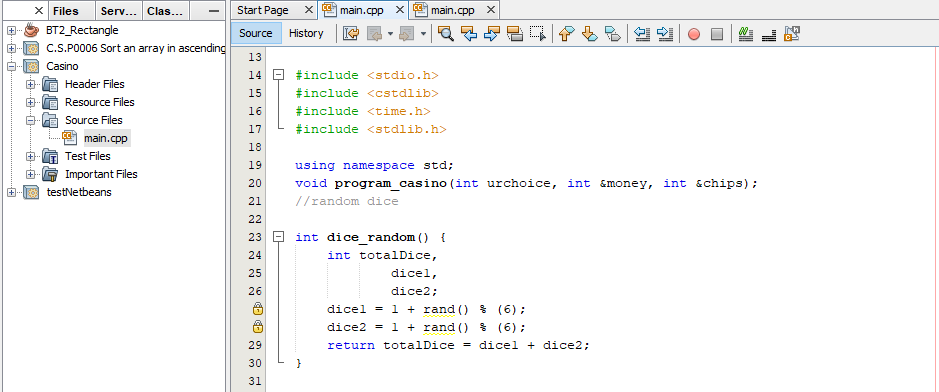 Files Serv... Clas...
BT2_Rectangle
C.S.P0006 Sort an array in ascending
Casino
Header Files
Resource Files
Source Files
main.cpp
Test Files
Important Files
testNetbeans
Start Page main.cpp main.cpp
Source History
13
14 #include <stdio.h>
15 #include <cstdlib>
16 #include <time.h>
17 #include <stdlib.h>
18
19 using namespace std;
20 void program_casino(int urchoice, int &money, int &chips);
21 //random dice
22
23 int dice_random() {
24 int totalDice,
25 dice1,
26 dice2;
dice1 = 1 + rand() % (6);
dice2 = 1 + rand() % (6);
29 return totalDice = dice1 + dice2;
30 }
31